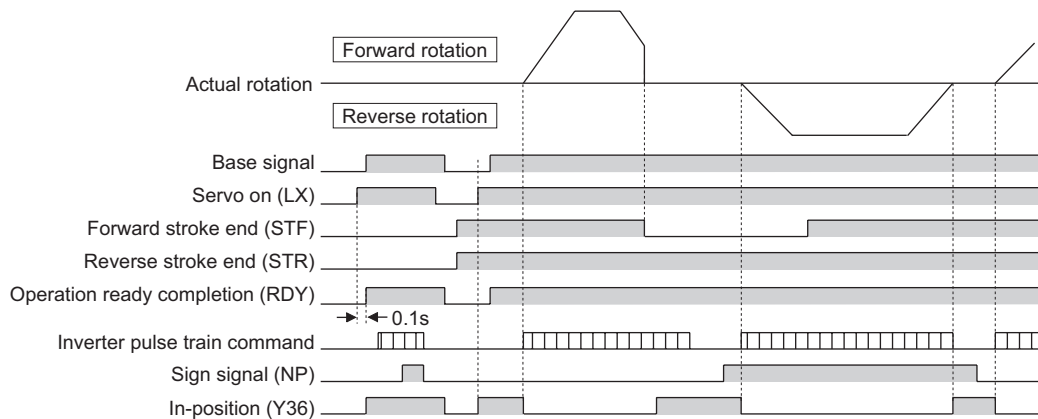 Forward rotation
Actual rotation
Reverse rotation
Base signal
Servo on (LX)
Forward stroke end (STF)
Reverse stroke end (STR)
Operation ready completion (RDY)
0.1s
Inverter pulse train command
Sign signal (NP)
In-position (Y36)